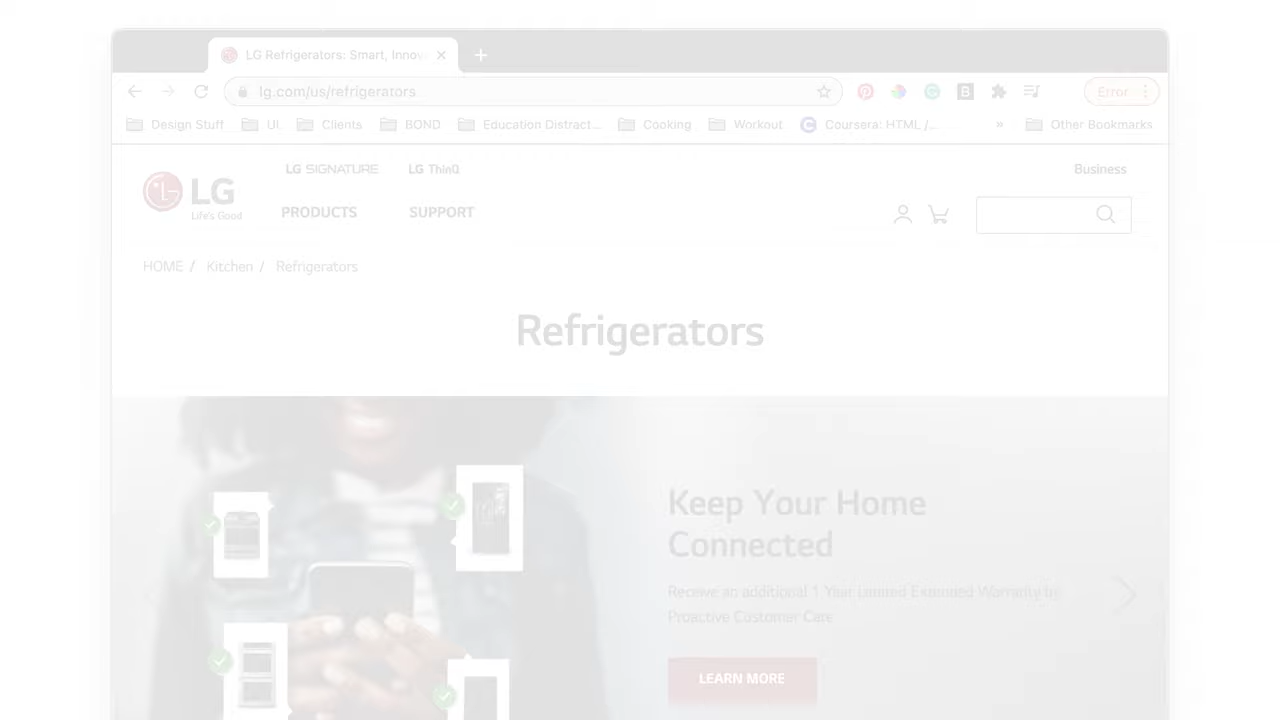 LG Refrigerators: Smart, Innov
lg.com/us/refrigerators
Error
Design Stuff UI.. Clients BOND Education Distract... Cooking Workout Coursera: HTML /... » Other Bookmarks
LG SIGNATURE LG ThinQ Business
LG
Life's Good
PRODUCTS SUPPORT
HOME / Kitchen / Refrigerators
Refrigerators
Keep Your Home
Connected
Receive an additional 1 Year Limited Extended Warranty by
Proactive Customer Care
LEARN MORE